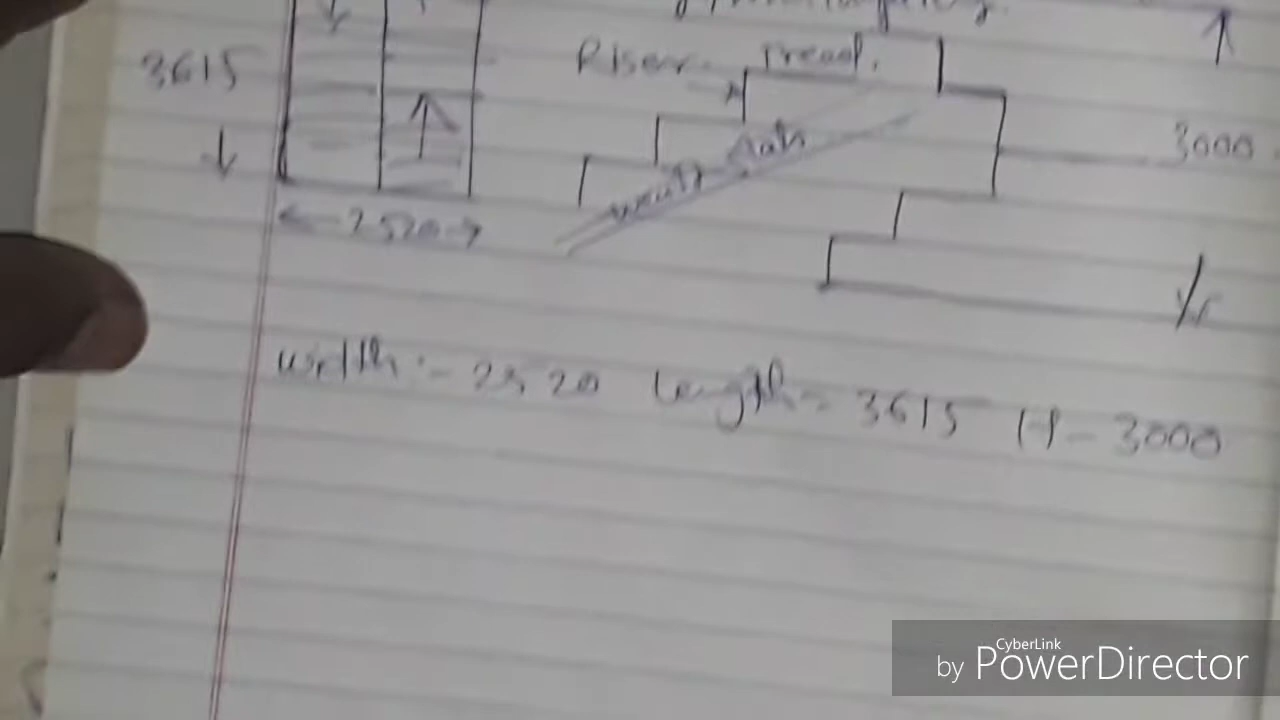 3615
Riser
Tread.
waist slab
3000
2520
width :- 2520 length = 3615 H - 3000
CyberLink
by PowerDirector